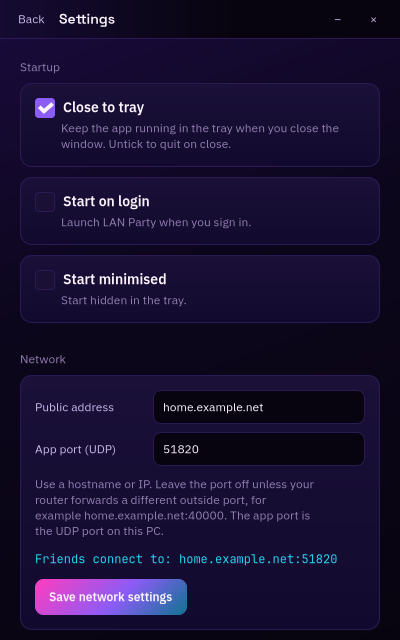 Back Settings – ×
Startup
Close to tray
Keep the app running in the tray when you close the
window. Untick to quit on close.
Start on login
Launch LAN Party when you sign in.
Start minimised
Start hidden in the tray.
Network
Public address home.example.net
App port (UDP) 51820
Use a hostname or IP. Leave the port off unless your
router forwards a different outside port, for
example home.example.net:40000. The app port is
the UDP port on this PC.
Friends connect to: home.example.net:51820
Save network settings